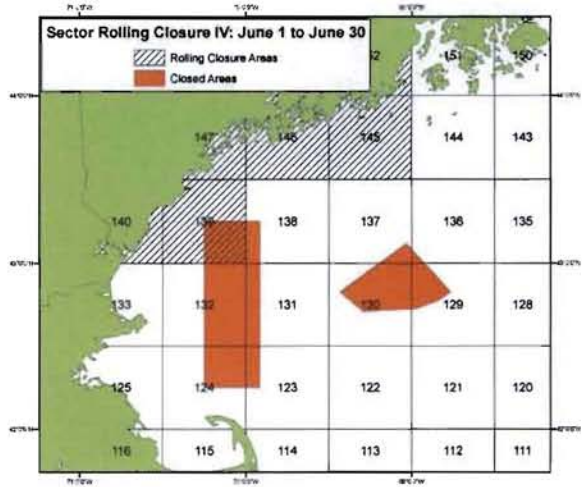 Sector Rolling Closure IV: June 1 to June 30
Rolling Closure Areas
Closed Areas
151 150
147 146 145 144 143
140 139 138 137 136 135
133 132 131 130 129 128
125 124 123 122 121 120
116 115 114 113 112 111